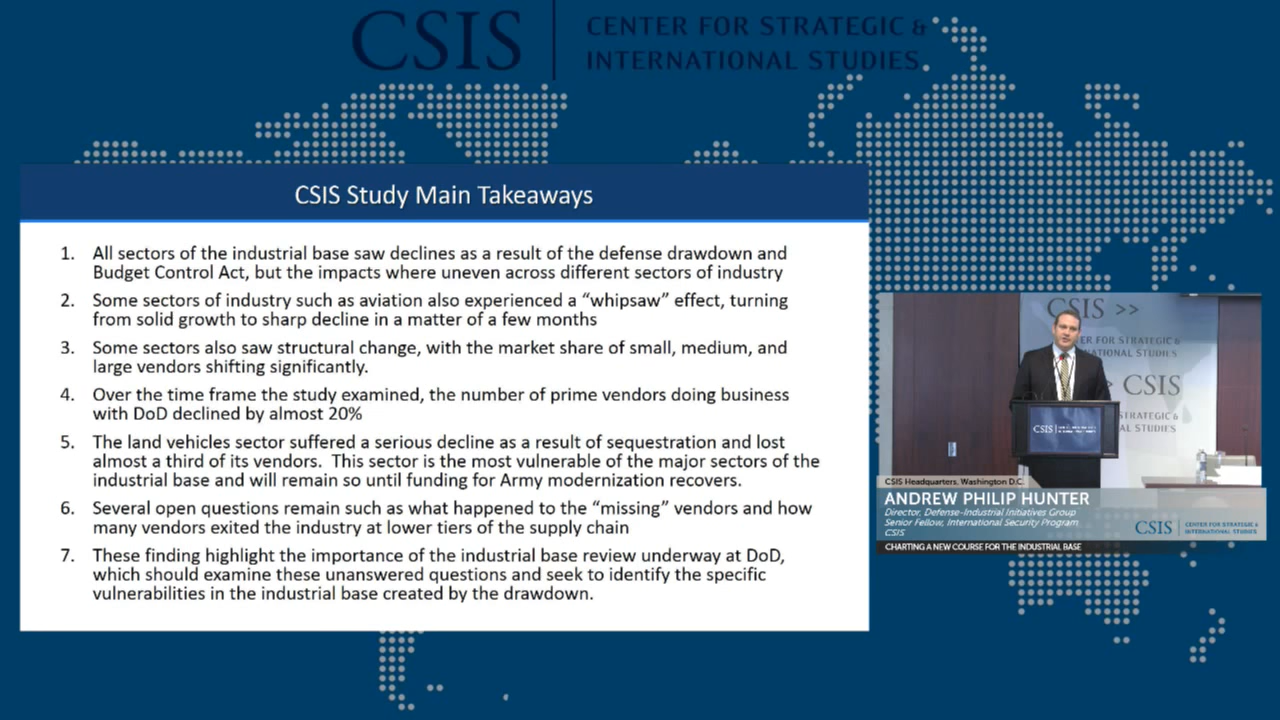 CSIS
CENTER FOR STRATEGIC &
INTERNATIONAL STUDIES
CSIS Study Main Takeaways
1. All sectors of the industrial base saw declines as a result of the defense drawdown and
Budget Control Act, but the impacts where uneven across different sectors of industry
2. Some sectors of industry such as aviation also experienced a “whipsaw” effect, turning
from solid growth to sharp decline in a matter of a few months
3. Some sectors also saw structural change, with the market share of small, medium, and
large vendors shifting significantly.
4. Over the time frame the study examined, the number of prime vendors doing business
with DoD declined by almost 20%
5. The land vehicles sector suffered a serious decline as a result of sequestration and lost
almost a third of its vendors. This sector is the most vulnerable of the major sectors of the
industrial base and will remain so until funding for Army modernization recovers.
6. Several open questions remain such as what happened to the “missing” vendors and how
many vendors exited the industry at lower tiers of the supply chain
7. These finding highlight the importance of the industrial base review underway at DoD,
which should examine these unanswered questions and seek to identify the specific
vulnerabilities in the industrial base created by the drawdown.
CSIS >>
ER FOR STRATEGIC &
NATIONAL STUDIES
> CSIS
STRATEGIC &
AL STUDIES
CSIS
CSIS Headquarters, Washington D.C.
ANDREW PHILIP HUNTER
Director, Defense-Industrial Initiatives Group
Senior Fellow, International Security Program
CSIS
CSIS
CENTER FOR STRATEGIC &
INTERNATIONAL STUDIES
CHARTING A NEW COURSE FOR THE INDUSTRIAL BASE